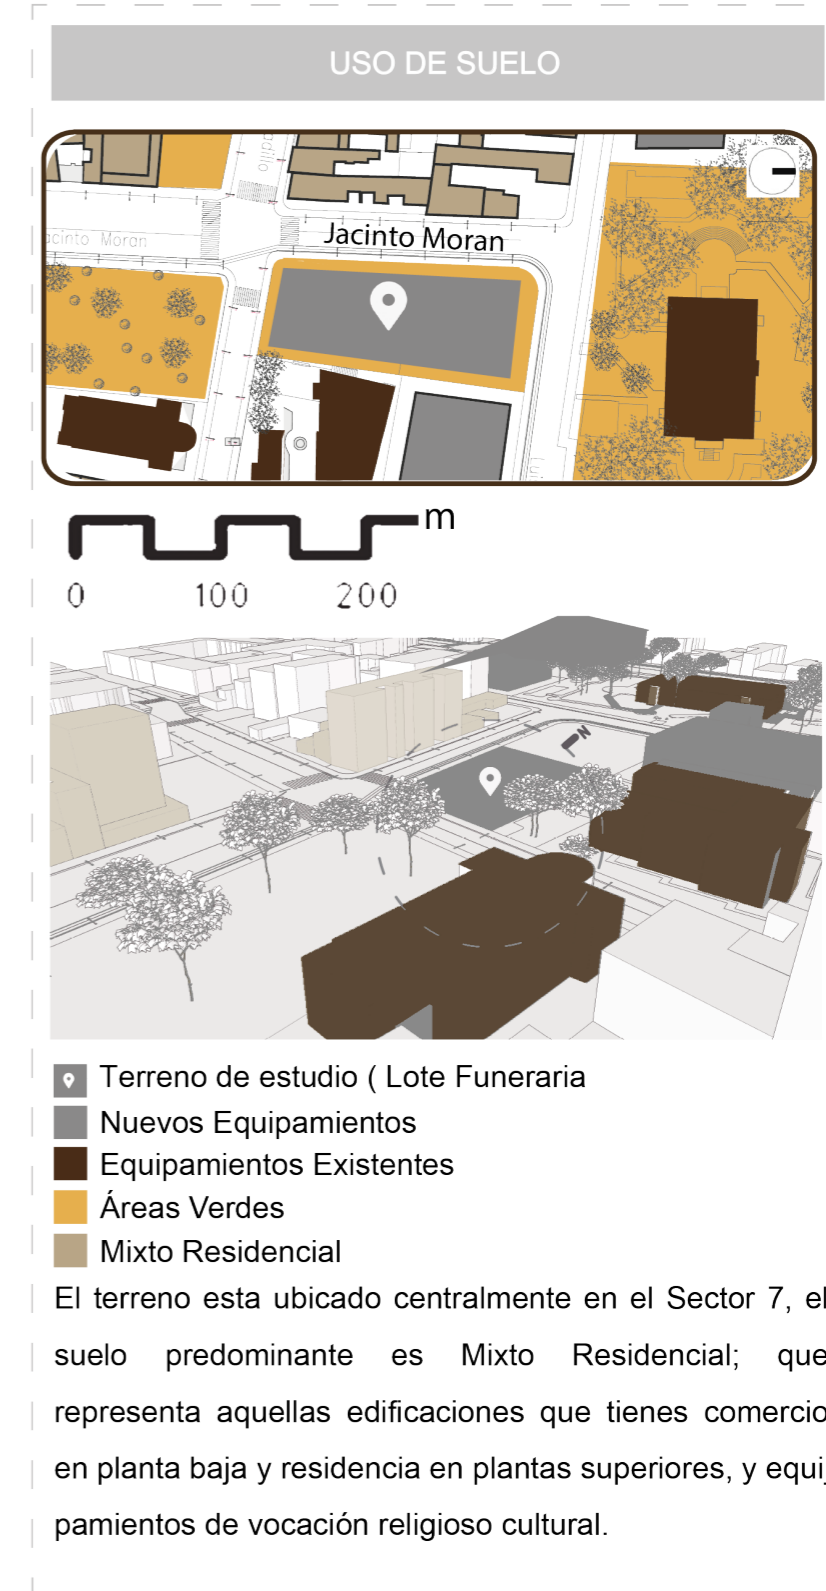 USO DE SUELO
Jacinto Moran
acinto Moran
m
0 100 200
N
Terreno de estudio ( Lote Funeraria
Nuevos Equipamientos
Equipamientos Existentes
Áreas Verdes
Mixto Residencial
El terreno esta ubicado centralmente en el Sector 7, el
suelo predominante es Mixto Residencial; que
representa aquellas edificaciones que tienes comercio
en planta baja y residencia en plantas superiores, y equi
pamientos de vocación religioso cultural.